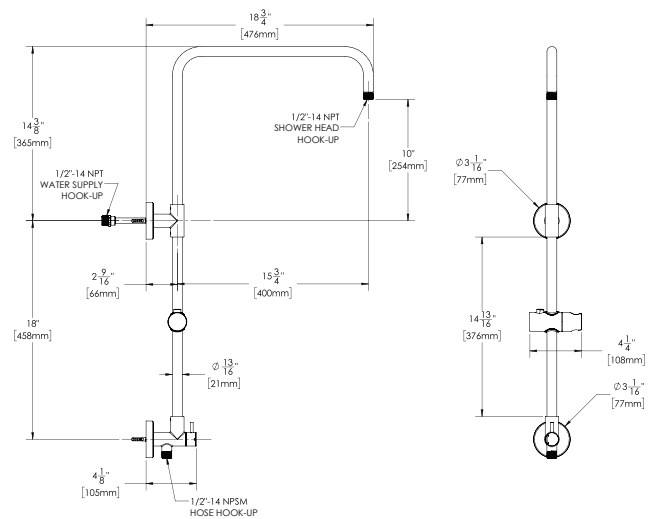 18 3/4"
[476mm]
14 3/8"
[365mm]
1/2"-14 NPT
SHOWER HEAD
HOOK-UP
10"
[254mm]
1/2"-14 NPT
WATER SUPPLY
HOOK-UP
2 9/16"
[66mm]
15 3/4"
[400mm]
18"
[458mm]
Ø 13/16"
[21mm]
4 1/8"
[105mm]
1/2"-14 NPSM
HOSE HOOK-UP
Ø3 1/16"
[77mm]
14 13/16"
[376mm]
4 1/4"
[108mm]
Ø3 1/16"
[77mm]